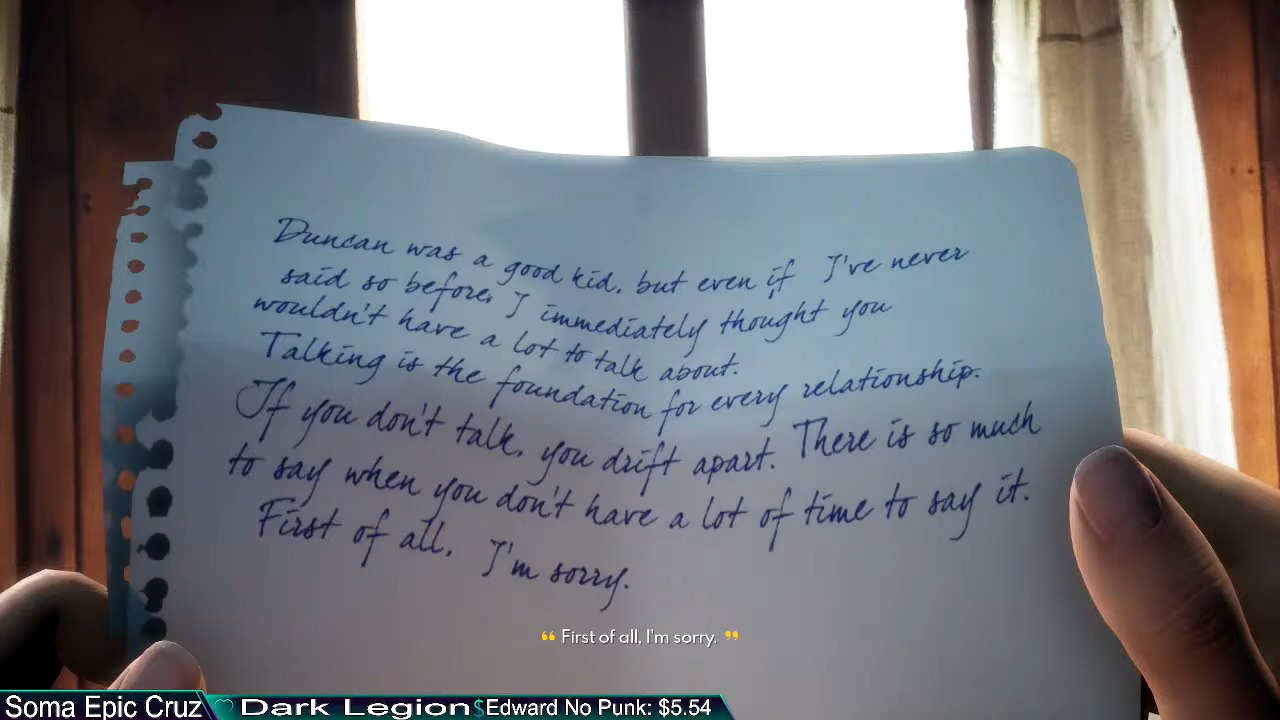 Duncan was a good kid, but even if I've never
said so before, I immediately thought you
wouldn't have a lot to talk about.
Talking is the foundation for every relationship.
If you don't talk, you drift apart. There is so much
to say when you don't have a lot of time to say it.
First of all, I'm sorry.
“ First of all, I'm sorry. ”
Soma Epic Cruz Dark Legion $Edward No Punk: $5.54